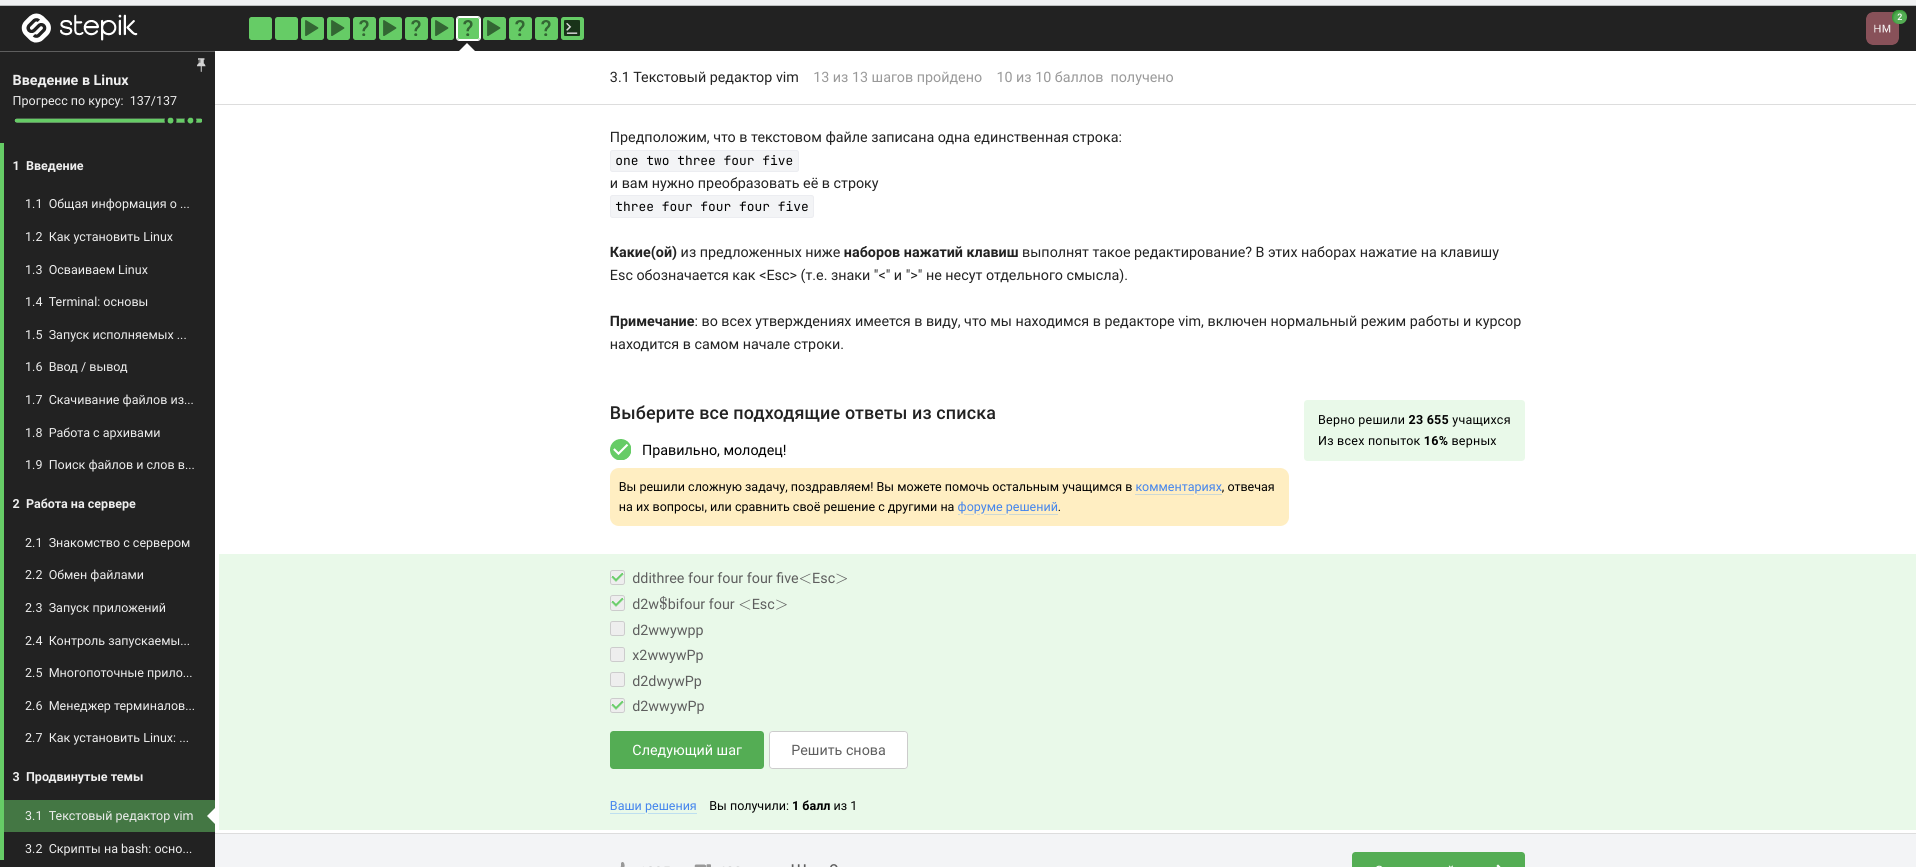 stepik
? ? ? ? ?
НМ
2
Введение в Linux
Прогресс по курсу: 137/137
1 Введение
1.1 Общая информация о ...
1.2 Как установить Linux
1.3 Осваиваем Linux
1.4 Terminal: основы
1.5 Запуск исполняемых ...
1.6 Ввод / вывод
1.7 Скачивание файлов из...
1.8 Работа с архивами
1.9 Поиск файлов и слов в...
2 Работа на сервере
2.1 Знакомство с сервером
2.2 Обмен файлами
2.3 Запуск приложений
2.4 Контроль запускаемы...
2.5 Многопоточные прило...
2.6 Менеджер терминалов...
2.7 Как установить Linux: ...
3 Продвинутые темы
3.1 Текстовый редактор vim
3.2 Скрипты на bash: осно...
3.1 Текстовый редактор vim 13 из 13 шагов пройдено 10 из 10 баллов получено
Предположим, что в текстовом файле записана одна единственная строка:
one two three four five
и вам нужно преобразовать её в строку
three four four four five
Какие(ой) из предложенных ниже наборов нажатий клавиш выполнят такое редактирование? В этих наборах нажатие на клавишу
Esc обозначается как <Esc> (т.е. знаки "<" и ">" не несут отдельного смысла).
Примечание: во всех утверждениях имеется в виду, что мы находимся в редакторе vim, включен нормальный режим работы и курсор
находится в самом начале строки.
Выберите все подходящие ответы из списка
Правильно, молодец!
Вы решили сложную задачу, поздравляем! Вы можете помочь остальным учащимся в комментариях, отвечая
на их вопросы, или сравнить своё решение с другими на форуме решений.
Верно решили 23 655 учащихся
Из всех попыток 16% верных
ddithree four four four five<Esc>
d2w$bifour four <Esc>
d2wwywpp
x2wwywPp
d2dwywPp
d2wwywPp
Следующий шаг
Решить снова
Ваши решения Вы получили: 1 балл из 1